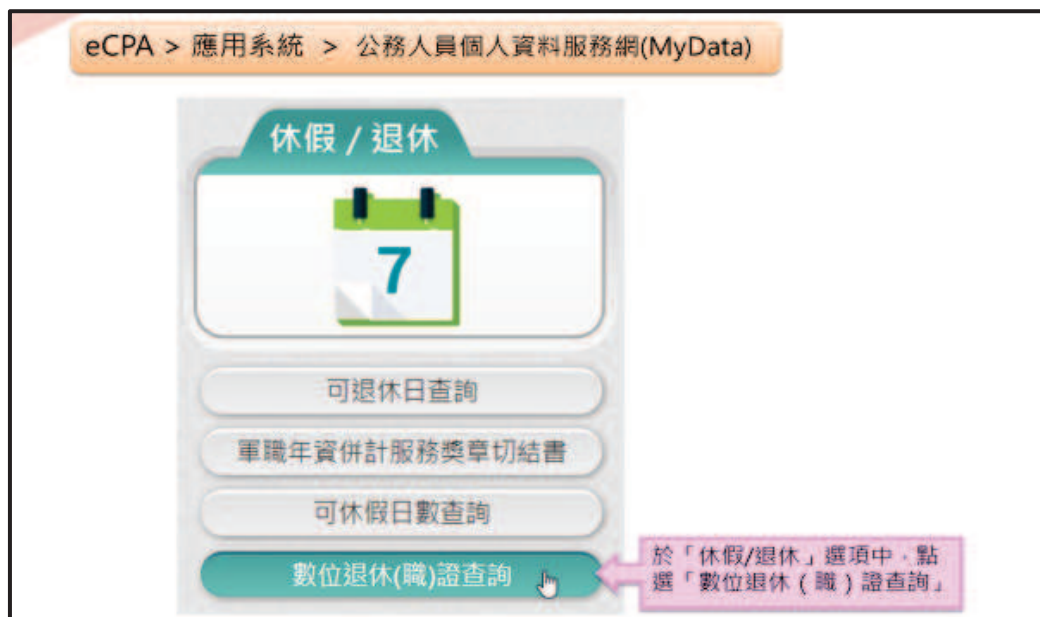 eCPA > 應用系統 > 公務人員個人資料服務網(MyData)
休假 / 退休
7
可退休日查詢
軍職年資併計服務獎章切結書
可休假日數查詢
數位退休(職)證查詢
於「休假/退休」選項中，點
選「數位退休（職）證查詢」